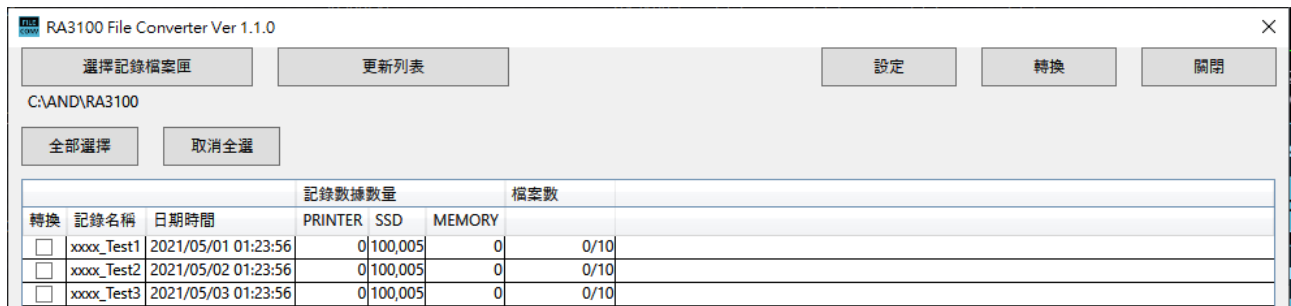 FILE CONV RA3100 File Converter Ver 1.1.0
選擇記錄檔案匣 更新列表 設定 轉換 關閉
C:\AND\RA3100
全部選擇 取消全選
記錄數據數量 檔案數
轉換 記錄名稱 日期時間 PRINTER SSD MEMORY
xxxx_Test1 2021/05/01 01:23:56 0 100,005 0 0/10
xxxx_Test2 2021/05/02 01:23:56 0 100,005 0 0/10
xxxx_Test3 2021/05/03 01:23:56 0 100,005 0 0/10